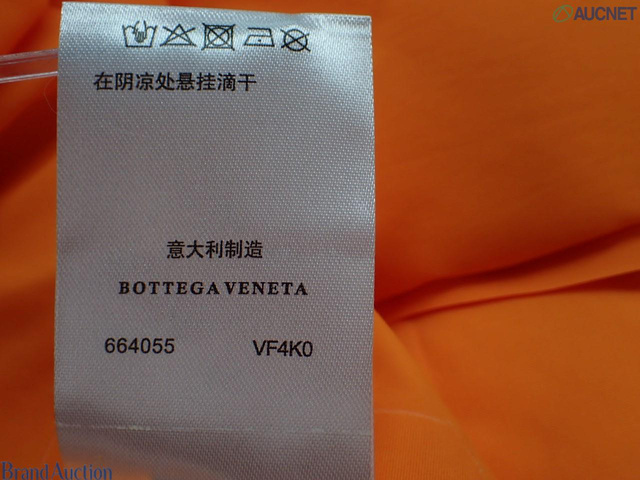 AUCNET
在阴凉处悬挂滴干
意大利制造
BOTTEGA VENETA
664055 VF4K0
Brand Auction